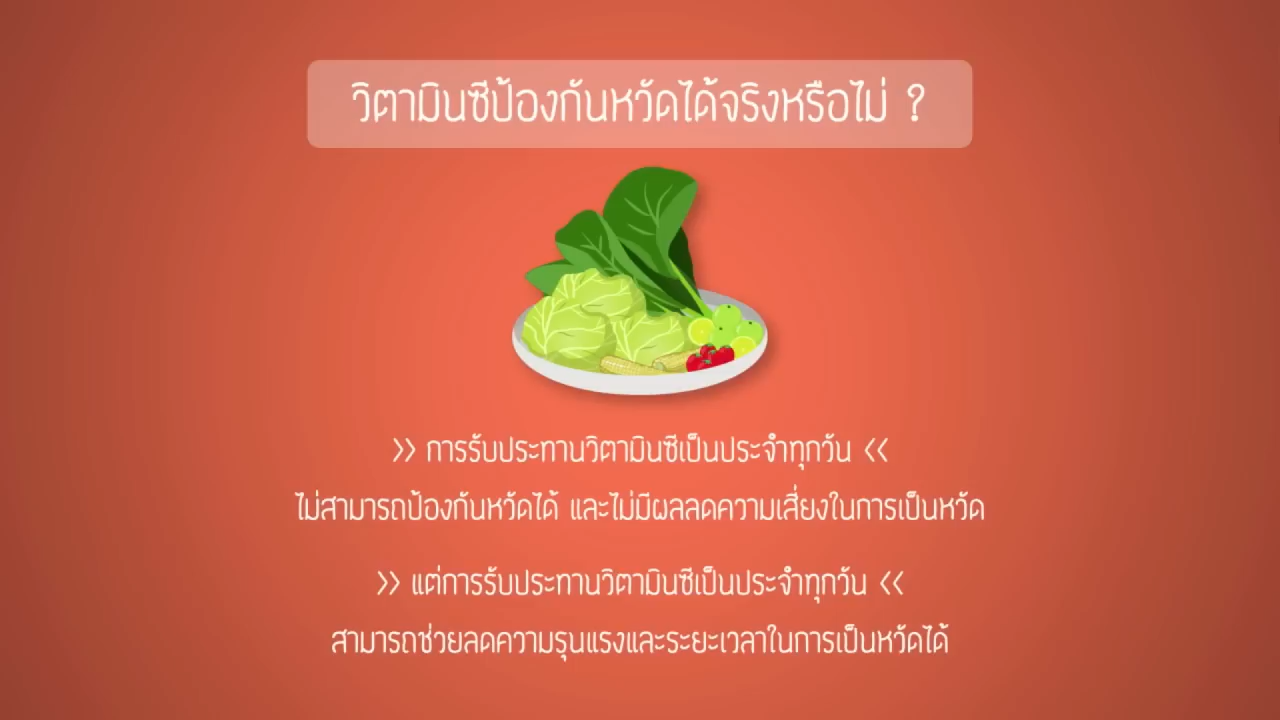 วิตามินซีป้องกันหวัดได้จริงหรือไม่ ?
>> การรับประทานวิตามินซีเป็นประจำทุกวัน <<
ไม่สามารถป้องกันหวัดได้ และไม่มีผลลดความเสี่ยงในการเป็นหวัด
>> แต่การรับประทานวิตามินซีเป็นประจำทุกวัน <<
สามารถช่วยลดความรุนแรงและระยะเวลาในการเป็นหวัดได้